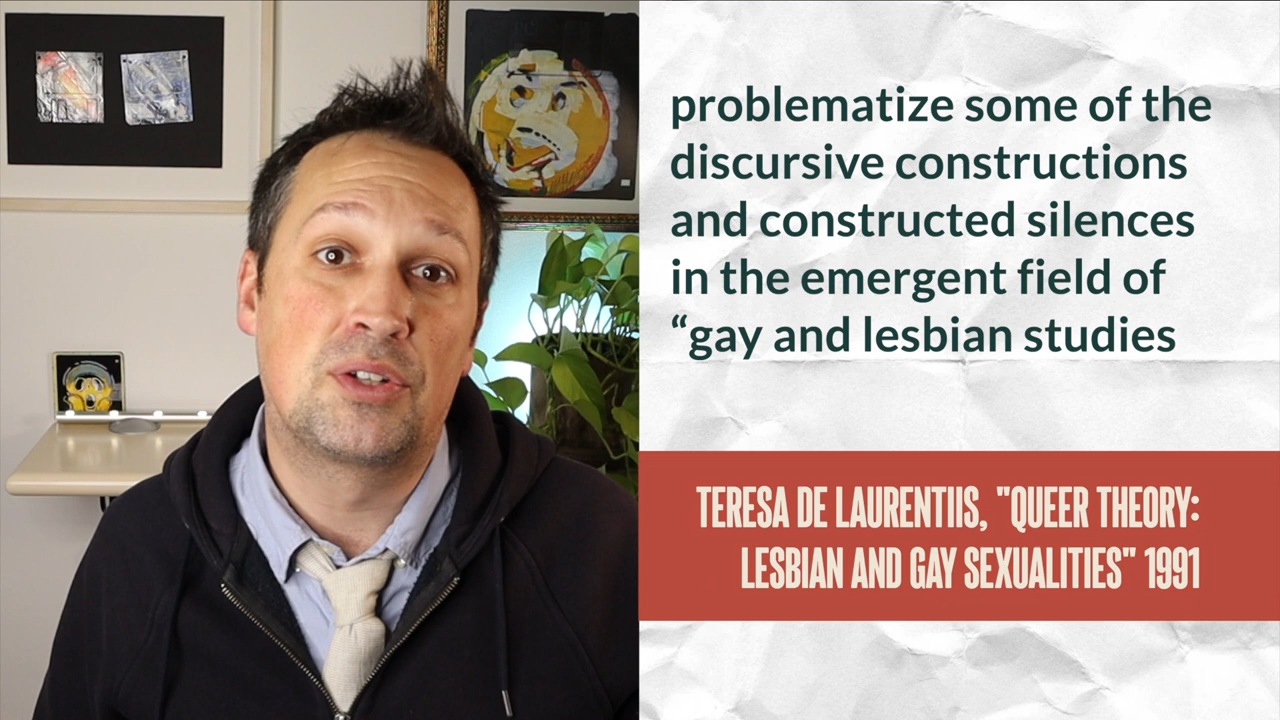 problematize some of the
discursive constructions
and constructed silences
in the emergent field of
“gay and lesbian studies
TERESA DE LAURENTIIS, "QUEER THEORY:
LESBIAN AND GAY SEXUALITIES" 1991